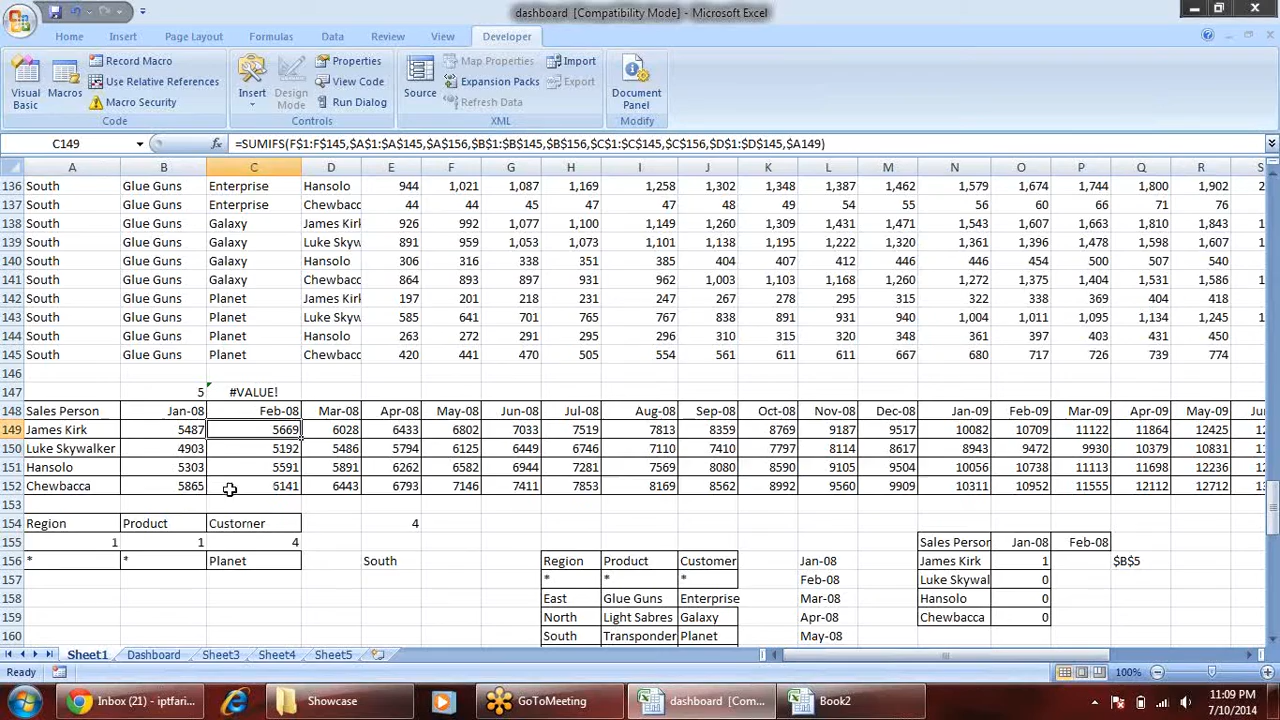 dashboard [Compatibility Mode] - Microsoft Excel
Home Insert Page Layout Formulas Data Review View Developer
Visual Basic Macros Record Macro Use Relative References Macro Security Code
Insert Design Mode Properties View Code Run Dialog Controls
Source Map Properties Expansion Packs Refresh Data Import Export XML
Document Panel Modify
C149 fx =SUMIFS(F$1:F$145,$A$1:$A$145,$A$156,$B$1:$B$145,$B$156,$C$1:$C$145,$C$156,$D$1:$D$145,$A149)
A B C D E F G H I J K L M N O P Q R S
136 South Glue Guns Enterprise Hansolo 944 1,021 1,087 1,169 1,258 1,302 1,348 1,387 1,462 1,579 1,674 1,744 1,800 1,902 2
137 South Glue Guns Enterprise Chewbacc 44 44 45 47 47 48 49 54 55 56 60 66 71 76
138 South Glue Guns Galaxy James Kirk 926 992 1,077 1,100 1,149 1,260 1,309 1,431 1,471 1,543 1,607 1,763 1,810 1,843
139 South Glue Guns Galaxy Luke Skyw 891 959 1,053 1,073 1,101 1,138 1,195 1,222 1,320 1,361 1,396 1,478 1,598 1,607
140 South Glue Guns Galaxy Hansolo 306 316 338 351 385 404 407 412 446 446 464 500 507 540
141 South Glue Guns Galaxy Chewbacc 864 893 897 931 962 1,003 1,103 1,168 1,260 1,272 1,313 1,404 1,531 1,586
142 South Glue Guns Planet James Kirk 197 201 218 231 247 267 278 295 315 322 338 369 404 418
143 South Glue Guns Planet Luke Skyw 585 641 701 765 767 838 891 931 932 1,004 1,011 1,095 1,134 1,245
144 South Glue Guns Planet Hansolo 263 272 291 295 296 310 315 320 348 361 397 403 431 450
145 South Glue Guns Planet Chewbacc 420 441 470 505 554 561 611 611 667 680 717 726 739 774
146
147 5 #VALUE!
148 Sales Person Jan-08 Feb-08 Mar-08 Apr-08 May-08 Jun-08 Jul-08 Aug-08 Sep-08 Oct-08 Nov-08 Dec-08 Jan-09 Feb-09 Mar-09 Apr-09 May-09
149 James Kirk 5487 5669 6028 6433 6802 7033 7519 7813 8359 8769 9187 9517 10082 10709 11122 11864 12425
150 Luke Skywalker 4903 5192 5486 5794 6125 6449 6746 7110 7410 7797 8114 8617 8943 9472 9930 10379 10831
151 Hansolo 5303 5591 5891 6262 6582 6944 7281 7569 8080 8590 9105 9504 10056 10738 11113 11698 12236
152 Chewbacca 5865 6141 6443 6793 7146 7411 7853 8169 8562 8992 9560 9909 10311 10952 11555 12112 12712
153
154 Region Product Customer 4
155 1 1 4 Sales Person Jan-08 Feb-08
156 * * Planet South Region Product Customer Jan-08 James Kirk 1 $B$5
157 * * * Feb-08 Luke Skywal 0
158 East Glue Guns Enterprise Mar-08 Hansolo 0
159 North Light Sabres Galaxy Apr-08 Chewbacca 0
160 South Transponder Planet May-08
Sheet1 Dashboard Sheet3 Sheet4 Sheet5
Ready 100%
Inbox (21) - iptfari... Showcase GoToMeeting dashboard [Com... Book2
11:09 PM
7/10/2014